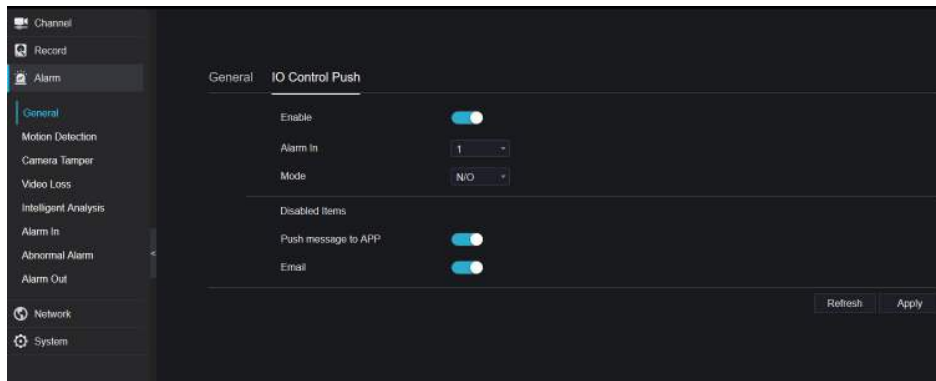 Channel
Record
Alarm
General
Motion Detection
Camera Tamper
Video Loss
Intelligent Analysis
Alarm In
Abnormal Alarm
Alarm Out
Network
System
General IO Control Push
Enable
Alarm In 1
Mode N/O
Disabled Items
Push message to APP
Email
Refresh Apply